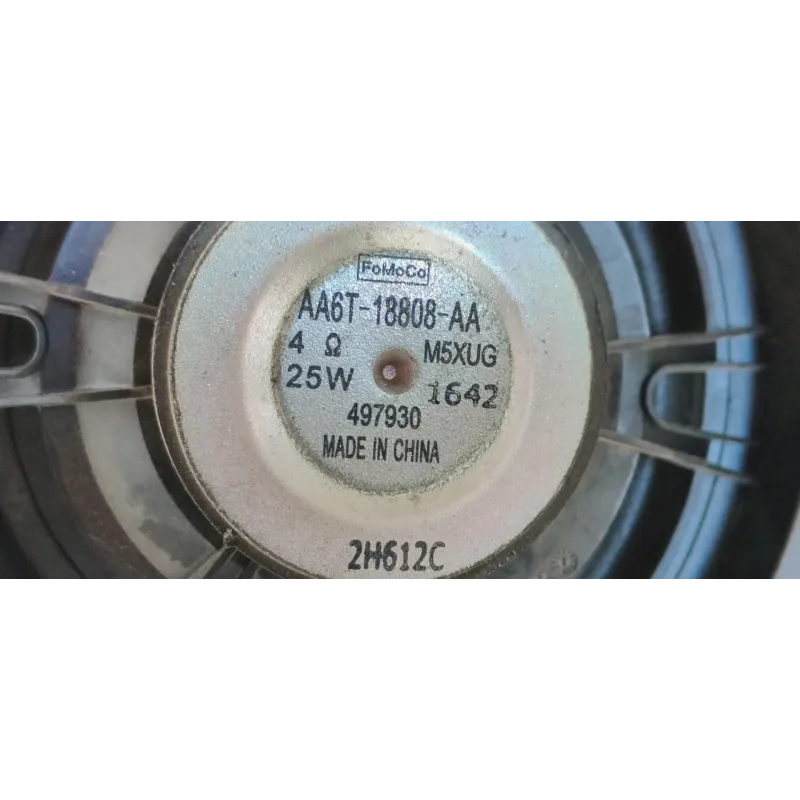 FoMoCo
AA6T-18808-AA
4 Ω M5XUG
25W 1642
497930
MADE IN CHINA
2H612C